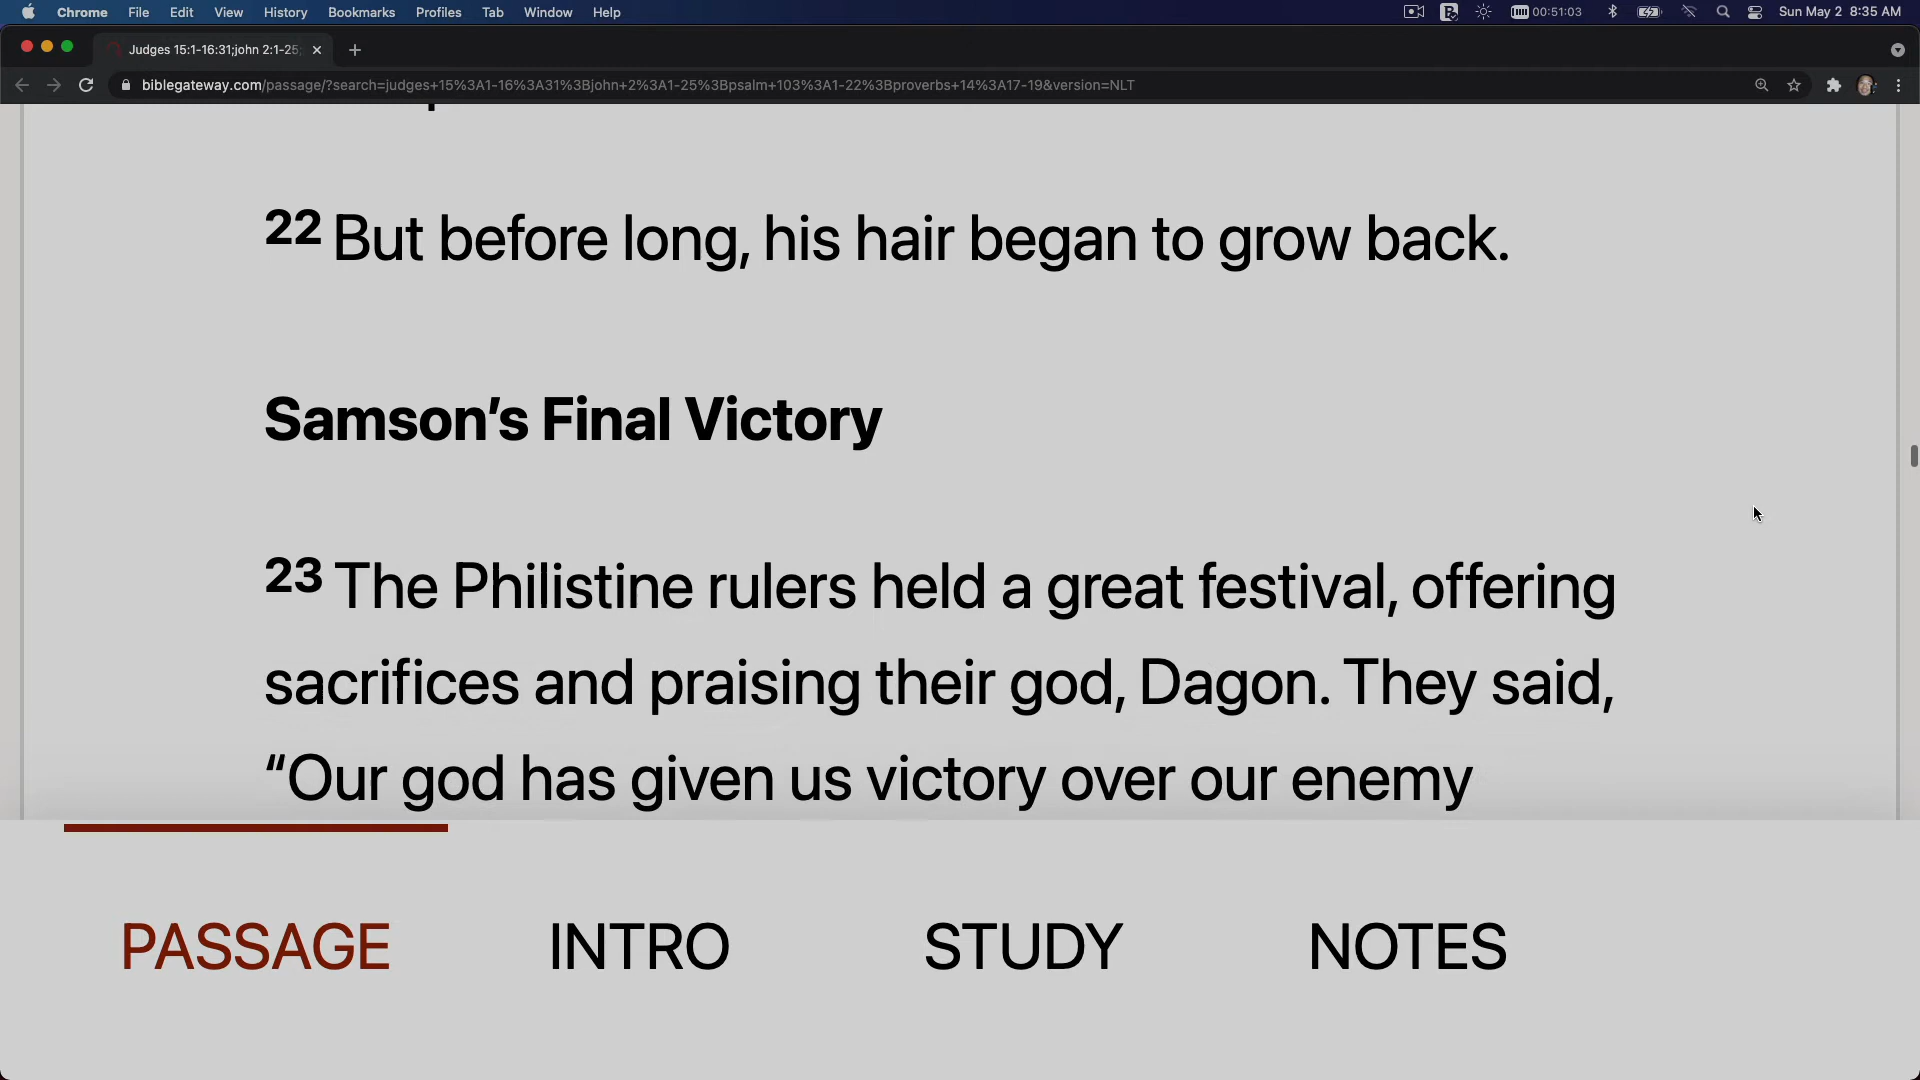 Chrome File Edit View History Bookmarks Profiles Tab Window Help 00:51:03 Sun May 2 8:35 AM
Judges 15:1-16:31;john 2:1-25;
biblegateway.com/passage/?search=judges+15%3A1-16%3A31%3Bjohn+2%3A1-25%3Bpsalm+103%3A1-22%3Bproverbs+14%3A17-19&version=NLT
22 But before long, his hair began to grow back.
Samson’s Final Victory
23 The Philistine rulers held a great festival, offering
sacrifices and praising their god, Dagon. They said,
“Our god has given us victory over our enemy
PASSAGE INTRO STUDY NOTES